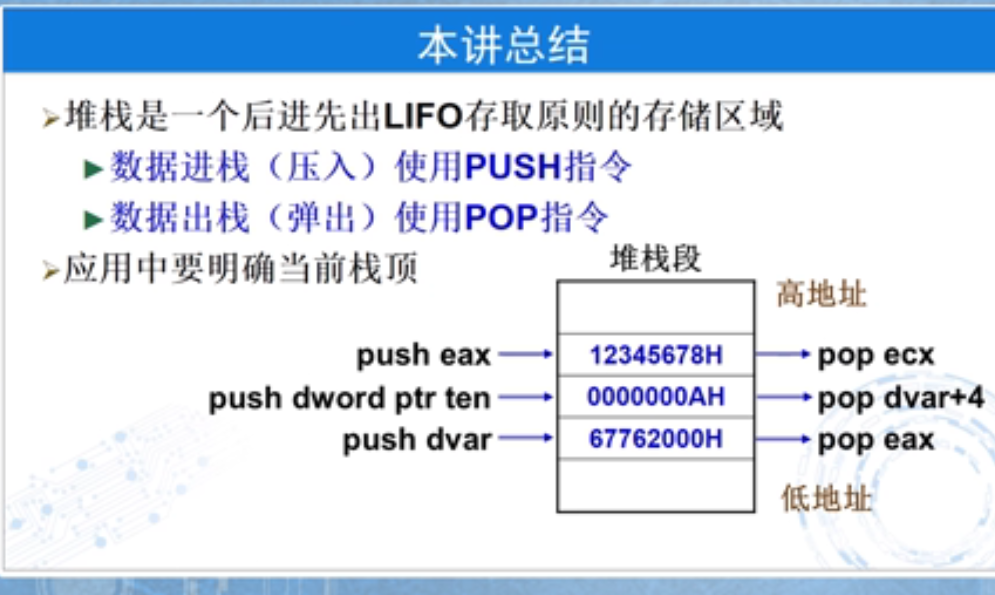 本讲总结
➢堆栈是一个后进先出LIFO存取原则的存储区域
►数据进栈（压入）使用PUSH指令
►数据出栈（弹出）使用POP指令
➢应用中要明确当前栈顶
堆栈段
高地址
push eax 12345678H pop ecx
push dword ptr ten 0000000AH pop dvar+4
push dvar 67762000H pop eax
低地址